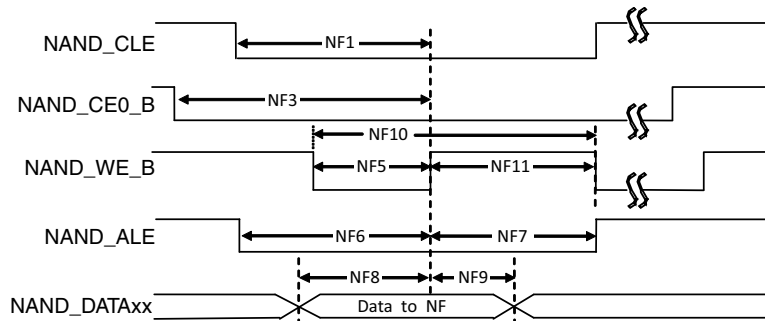 NAND_CLE
NF1
NAND_CE0_B
NF3
NF10
NAND_WE_B
NF5
NF11
NAND_ALE
NF6
NF7
NF8
NF9
NAND_DATAxx
Data to NF